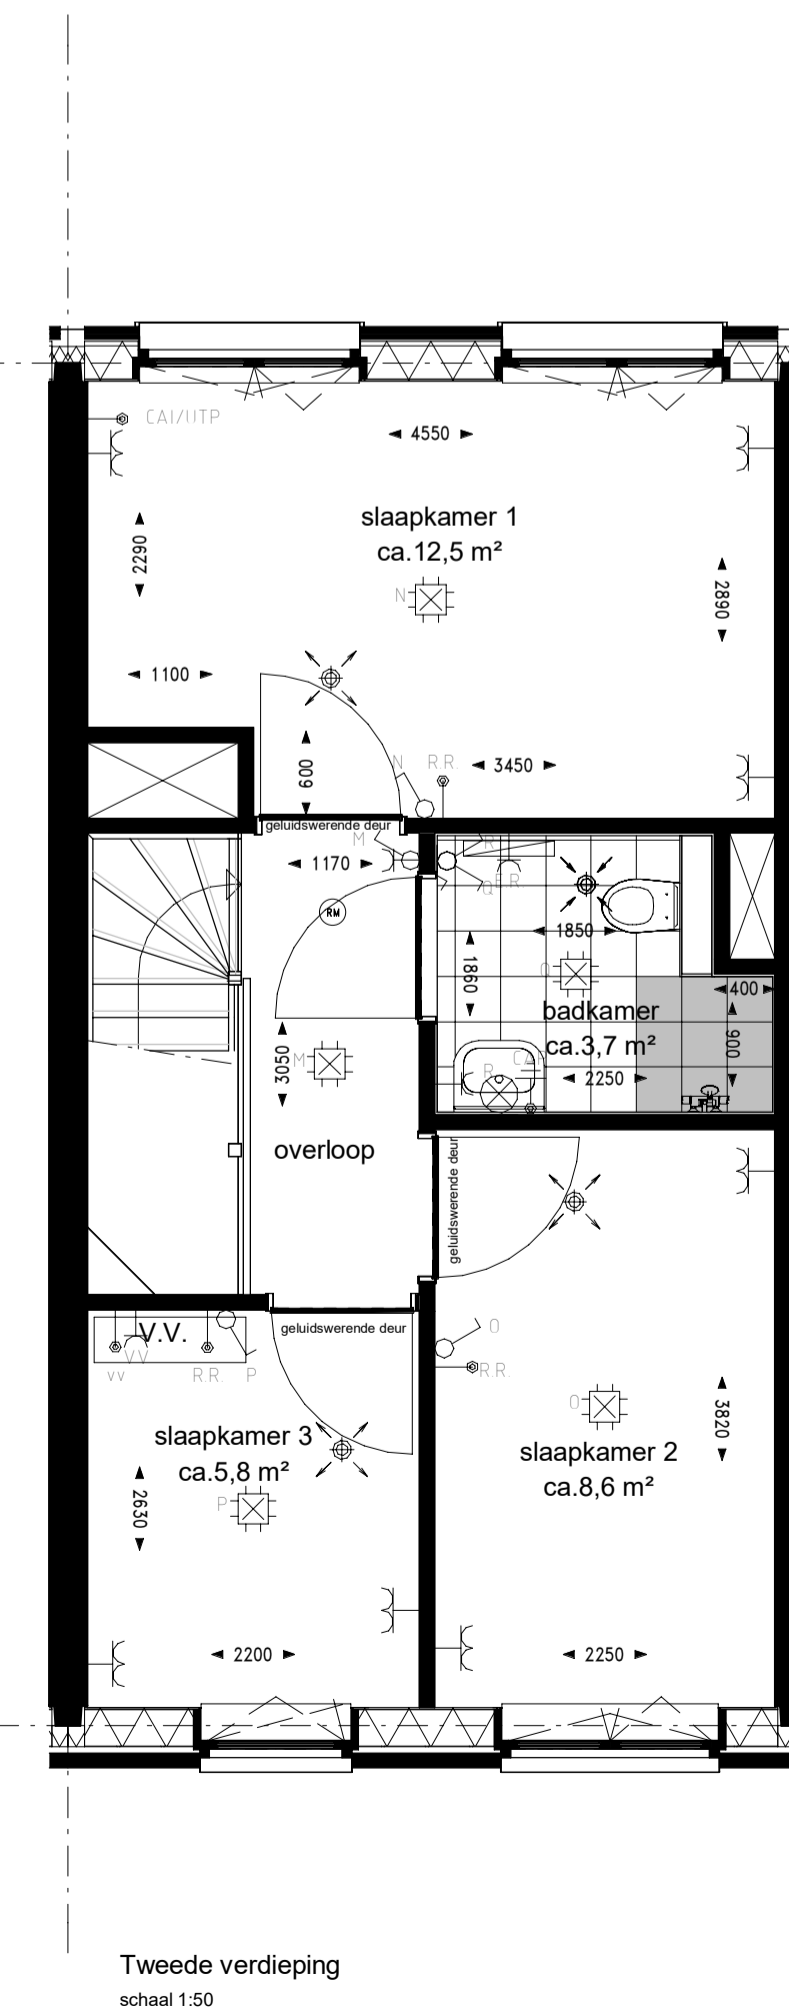 CAI/UTP
4550
slaapkamer 1
ca.12,5 m²
2290
2890
N
1100
600
N
R.R.
3450
geluidswerende deur
M
R
1170
Q
RM
1850
1860
Q
400
badkamer
ca.3,7 m²
900
3050
M
R
2250
overloop
geluidswerende deur
V.V.
VV
vv
R.R.
P
geluidswerende deur
O
R.R.
O
3820
slaapkamer 3
ca.5,8 m²
slaapkamer 2
ca.8,6 m²
2630
P
2200
2250
Tweede verdieping
schaal 1:50